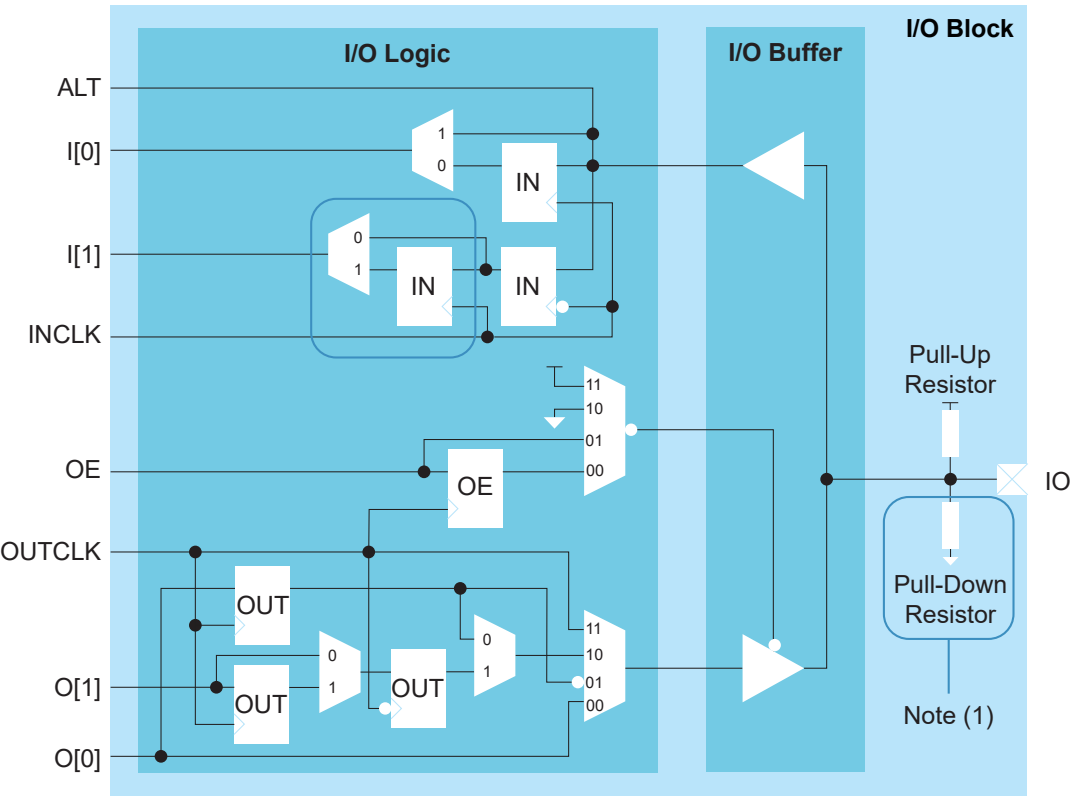 I/O Block
I/O Logic
I/O Buffer
ALT
1
I[0]
0
IN
0
I[1]
1
IN
IN
INCLK
Pull-Up
Resistor
11
10
01
OE
00
OE
IO
OUTCLK
Pull-Down
Resistor
OUT
11
0
0
10
1
01
O[1]
1
OUT
OUT
00
Note (1)
O[0]